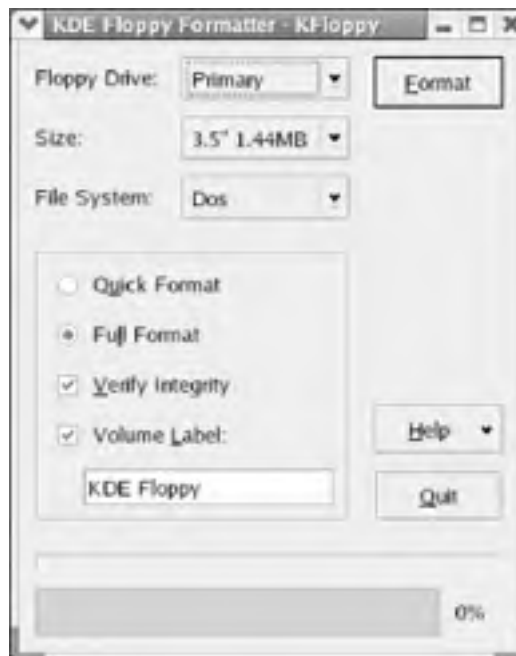 KDE Floppy Formatter - KFloppy
Floppy Drive: Primary Format
Size: 3.5" 1.44MB
File System: Dos
Quick Format
Full Format
Verify Integrity
Volume Label:
KDE Floppy
Help
Quit
0%